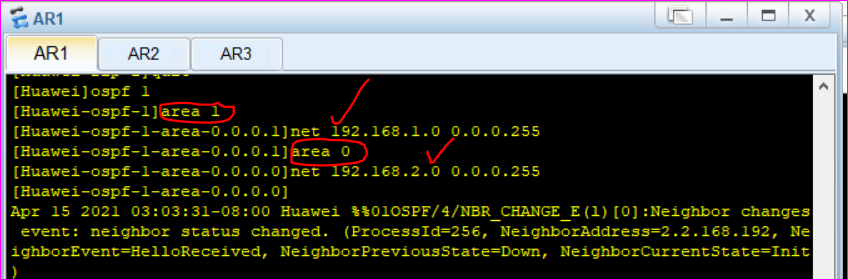 AR1
AR1 AR2 AR3
[Huawei]ospf 1
[Huawei-ospf-1]area 1
[Huawei-ospf-1-area-0.0.0.1]net 192.168.1.0 0.0.0.255
[Huawei-ospf-1-area-0.0.0.1]area 0
[Huawei-ospf-1-area-0.0.0.0]net 192.168.2.0 0.0.0.255
[Huawei-ospf-1-area-0.0.0.0]
Apr 15 2021 03:03:31-08:00 Huawei %%01OSPF/4/NBR_CHANGE_E(l)[0]:Neighbor changes
event: neighbor status changed. (ProcessId=256, NeighborAddress=2.2.168.192, Ne
ighborEvent=HelloReceived, NeighborPreviousState=Down, NeighborCurrentState=Init
)